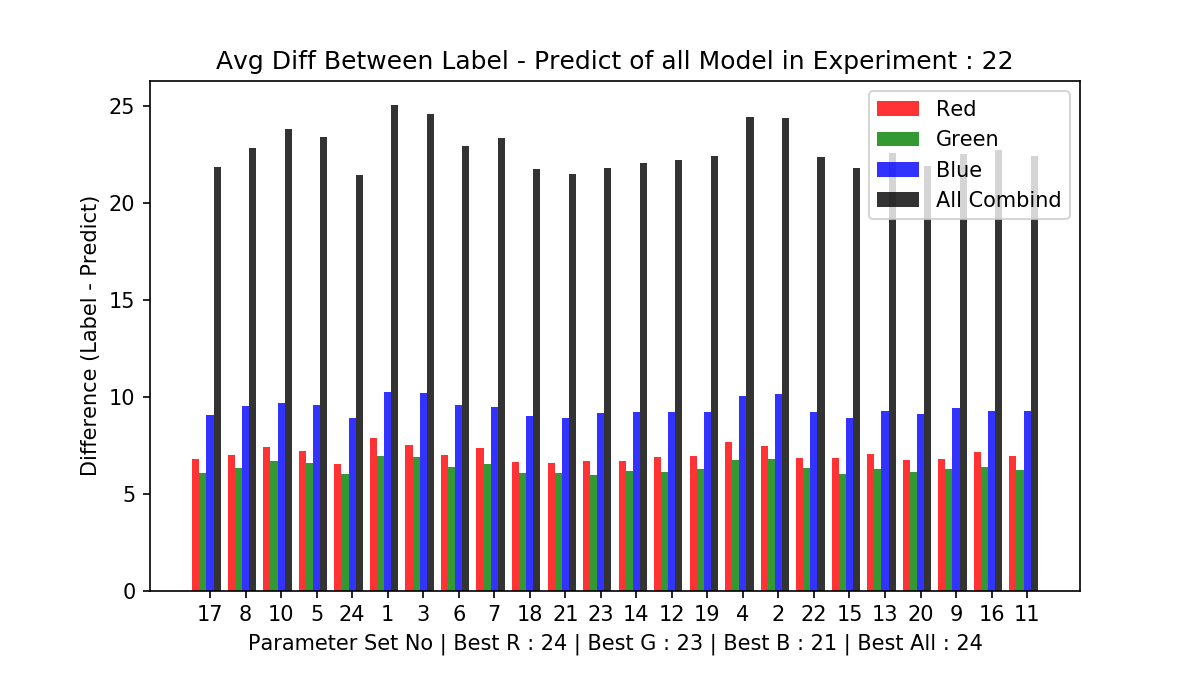 Avg Diff Between Label - Predict of all Model in Experiment : 22
Red
Green
Blue
All Combind
25
20
15
10
5
0
Difference (Label - Predict)
17 8 10 5 24 1 3 6 7 18 21 23 14 12 19 4 2 22 15 13 20 9 16 11
Parameter Set No | Best R : 24 | Best G : 23 | Best B : 21 | Best All : 24